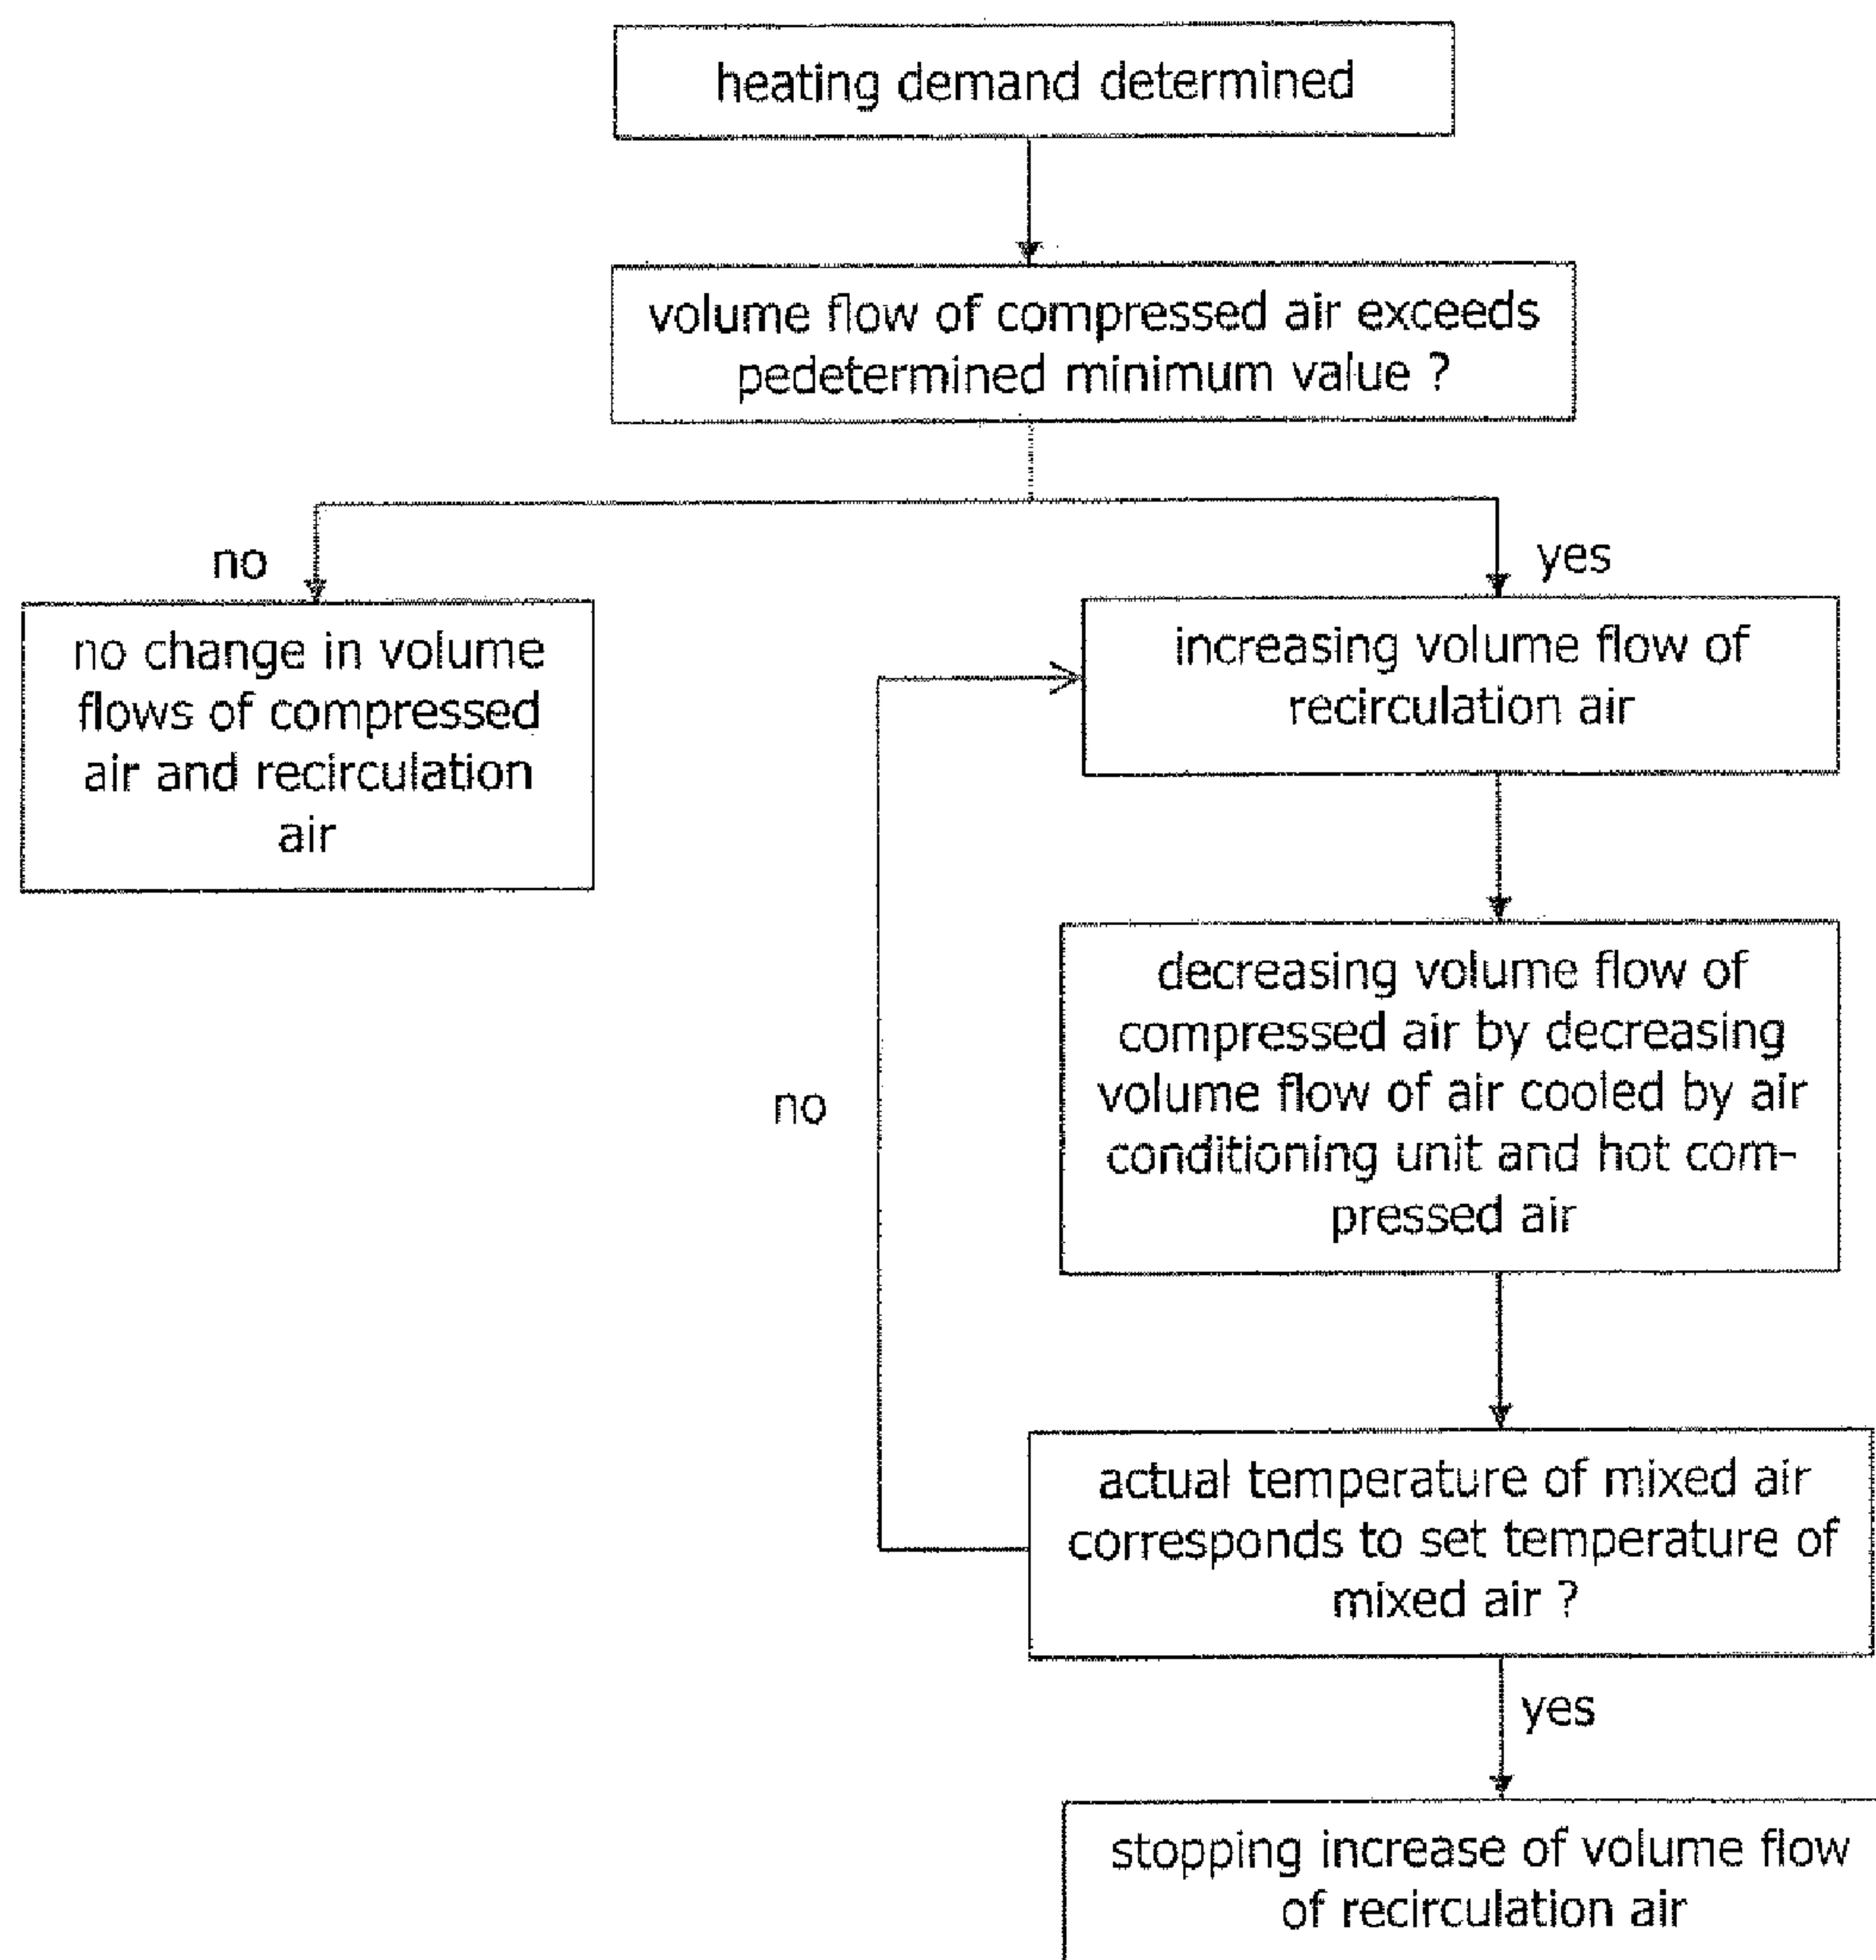 heating demand determined
volume flow of compressed air exceeds
pedetermined minimum value ?
no
yes
no change in volume
flows of compressed
air and recirculation
air
increasing volume flow of
recirculation air
decreasing volume flow of
compressed air by decreasing
volume flow of air cooled by air
conditioning unit and hot com-
pressed air
no
actual temperature of mixed air
corresponds to set temperature of
mixed air ?
yes
stopping increase of volume flow
of recirculation air